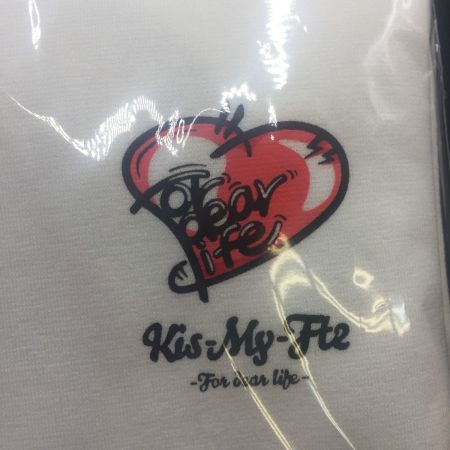 For
dear
life
Kis-My-Ft2
-For dear life-